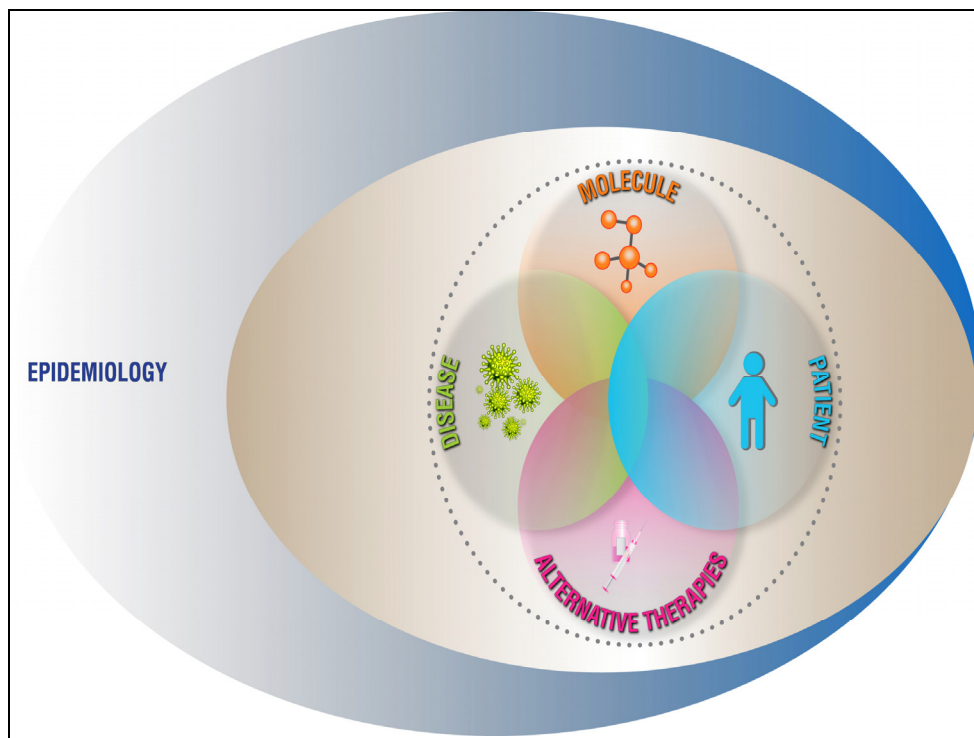 MOLECULE
EPIDEMIOLOGY
DISEASE
PATIENT
ALTERNATIVE THERAPIES